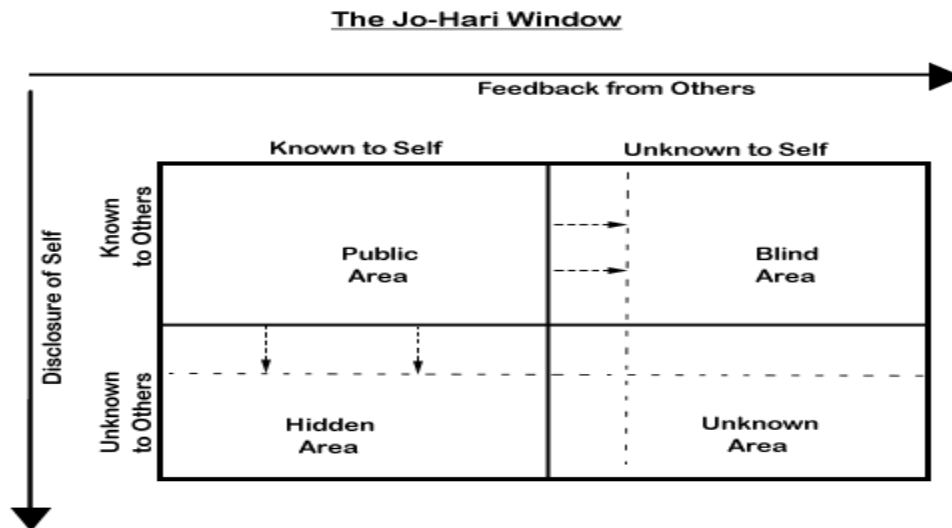 The Jo-Hari Window
Feedback from Others
Known to Self
Unknown to Self
Disclosure of Self
Known
to Others
Public
Area
Blind
Area
Unknown
to Others
Hidden
Area
Unknown
Area